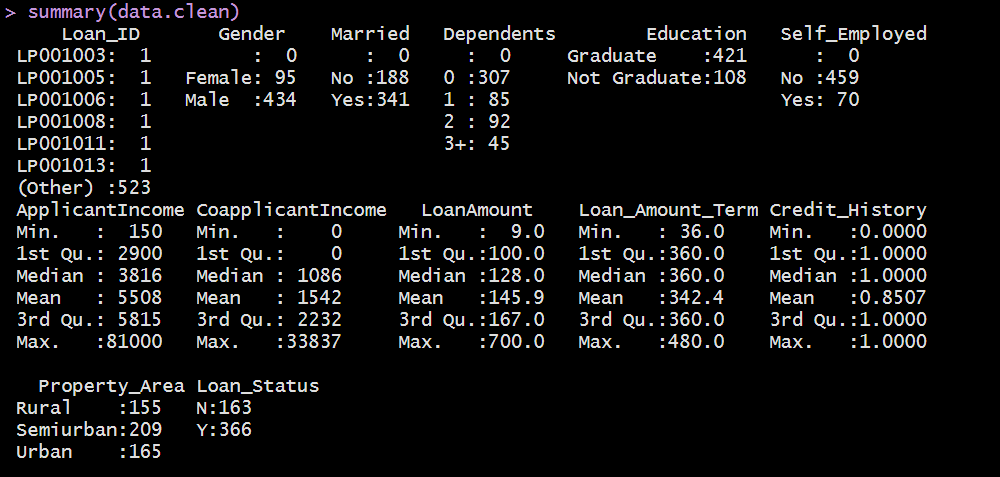 > summary(data.clean)
    Loan_ID       Gender    Married   Dependents        Education   Self_Employed
LP001003:  1         :  0      :  0     :  0    Graduate    :421       :  0
LP001005:  1   Female: 95   No :188   0 :307    Not Graduate:108    No :459
LP001006:  1   Male  :434   Yes:341   1 : 85                        Yes: 70
LP001008:  1                          2 : 92
LP001011:  1                          3+: 45
LP001013:  1
(Other) :523
ApplicantIncome CoapplicantIncome   LoanAmount    Loan_Amount_Term Credit_History
Min.   :  150   Min.   :    0     Min.   :  9.0   Min.   : 36.0    Min.   :0.0000
1st Qu.: 2900   1st Qu.:    0     1st Qu.:100.0   1st Qu.:360.0    1st Qu.:1.0000
Median : 3816   Median : 1086     Median :128.0   Median :360.0    Median :1.0000
Mean   : 5508   Mean   : 1542     Mean   :145.9   Mean   :342.4    Mean   :0.8507
3rd Qu.: 5815   3rd Qu.: 2232     3rd Qu.:167.0   3rd Qu.:360.0    3rd Qu.:1.0000
Max.   :81000   Max.   :33837     Max.   :700.0   Max.   :480.0    Max.   :1.0000
  Property_Area Loan_Status
Rural    :155   N:163
Semiurban:209   Y:366
Urban    :165